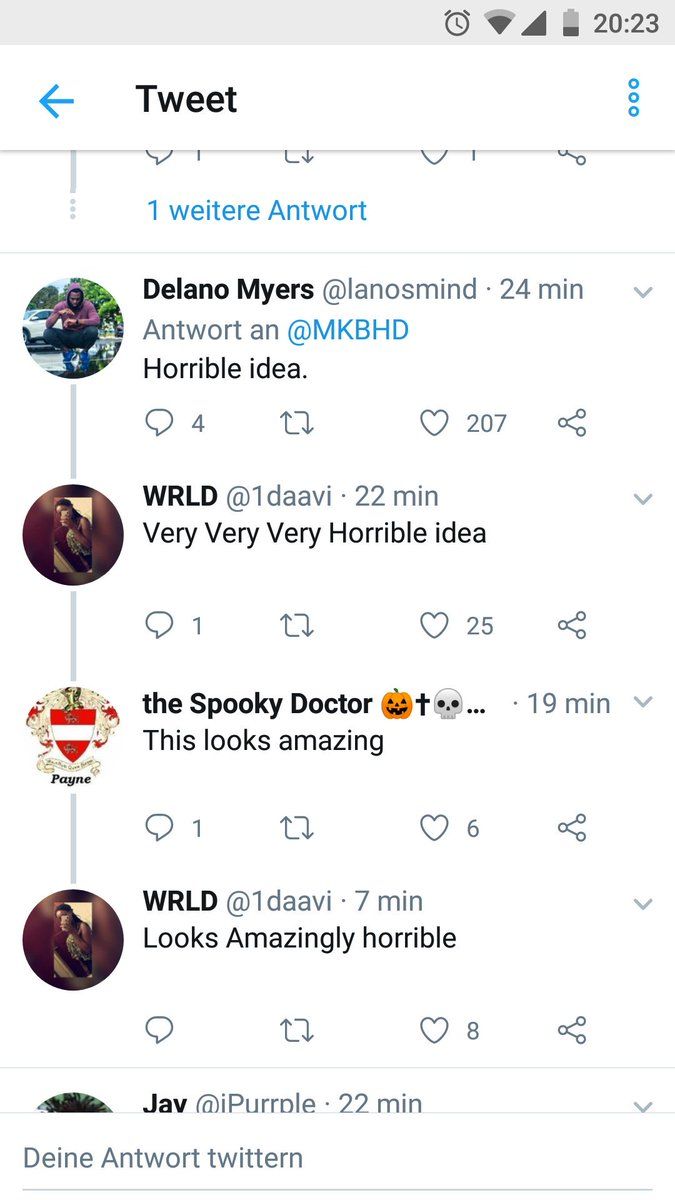 20:23
Tweet
1 1
1 weitere Antwort
Delano Myers @lanosmind · 24 min
Antwort an @MKBHD
Horrible idea.
4 207
WRLD @1daavi · 22 min
Very Very Very Horrible idea
1 25
the Spooky Doctor 🎃✝💀... · 19 min
This looks amazing
Payne
1 6
WRLD @1daavi · 7 min
Looks Amazingly horrible
8
Jay @iPurrple · 22 min
Deine Antwort twittern